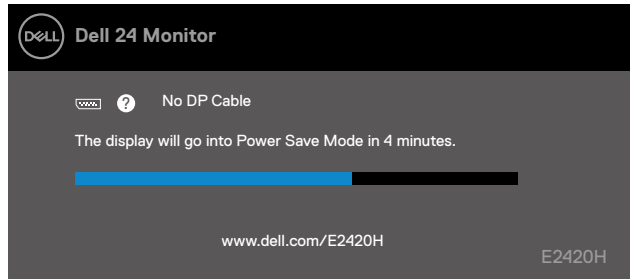 DELL
Dell 24 Monitor
? No DP Cable
The display will go into Power Save Mode in 4 minutes.
www.dell.com/E2420H
E2420H